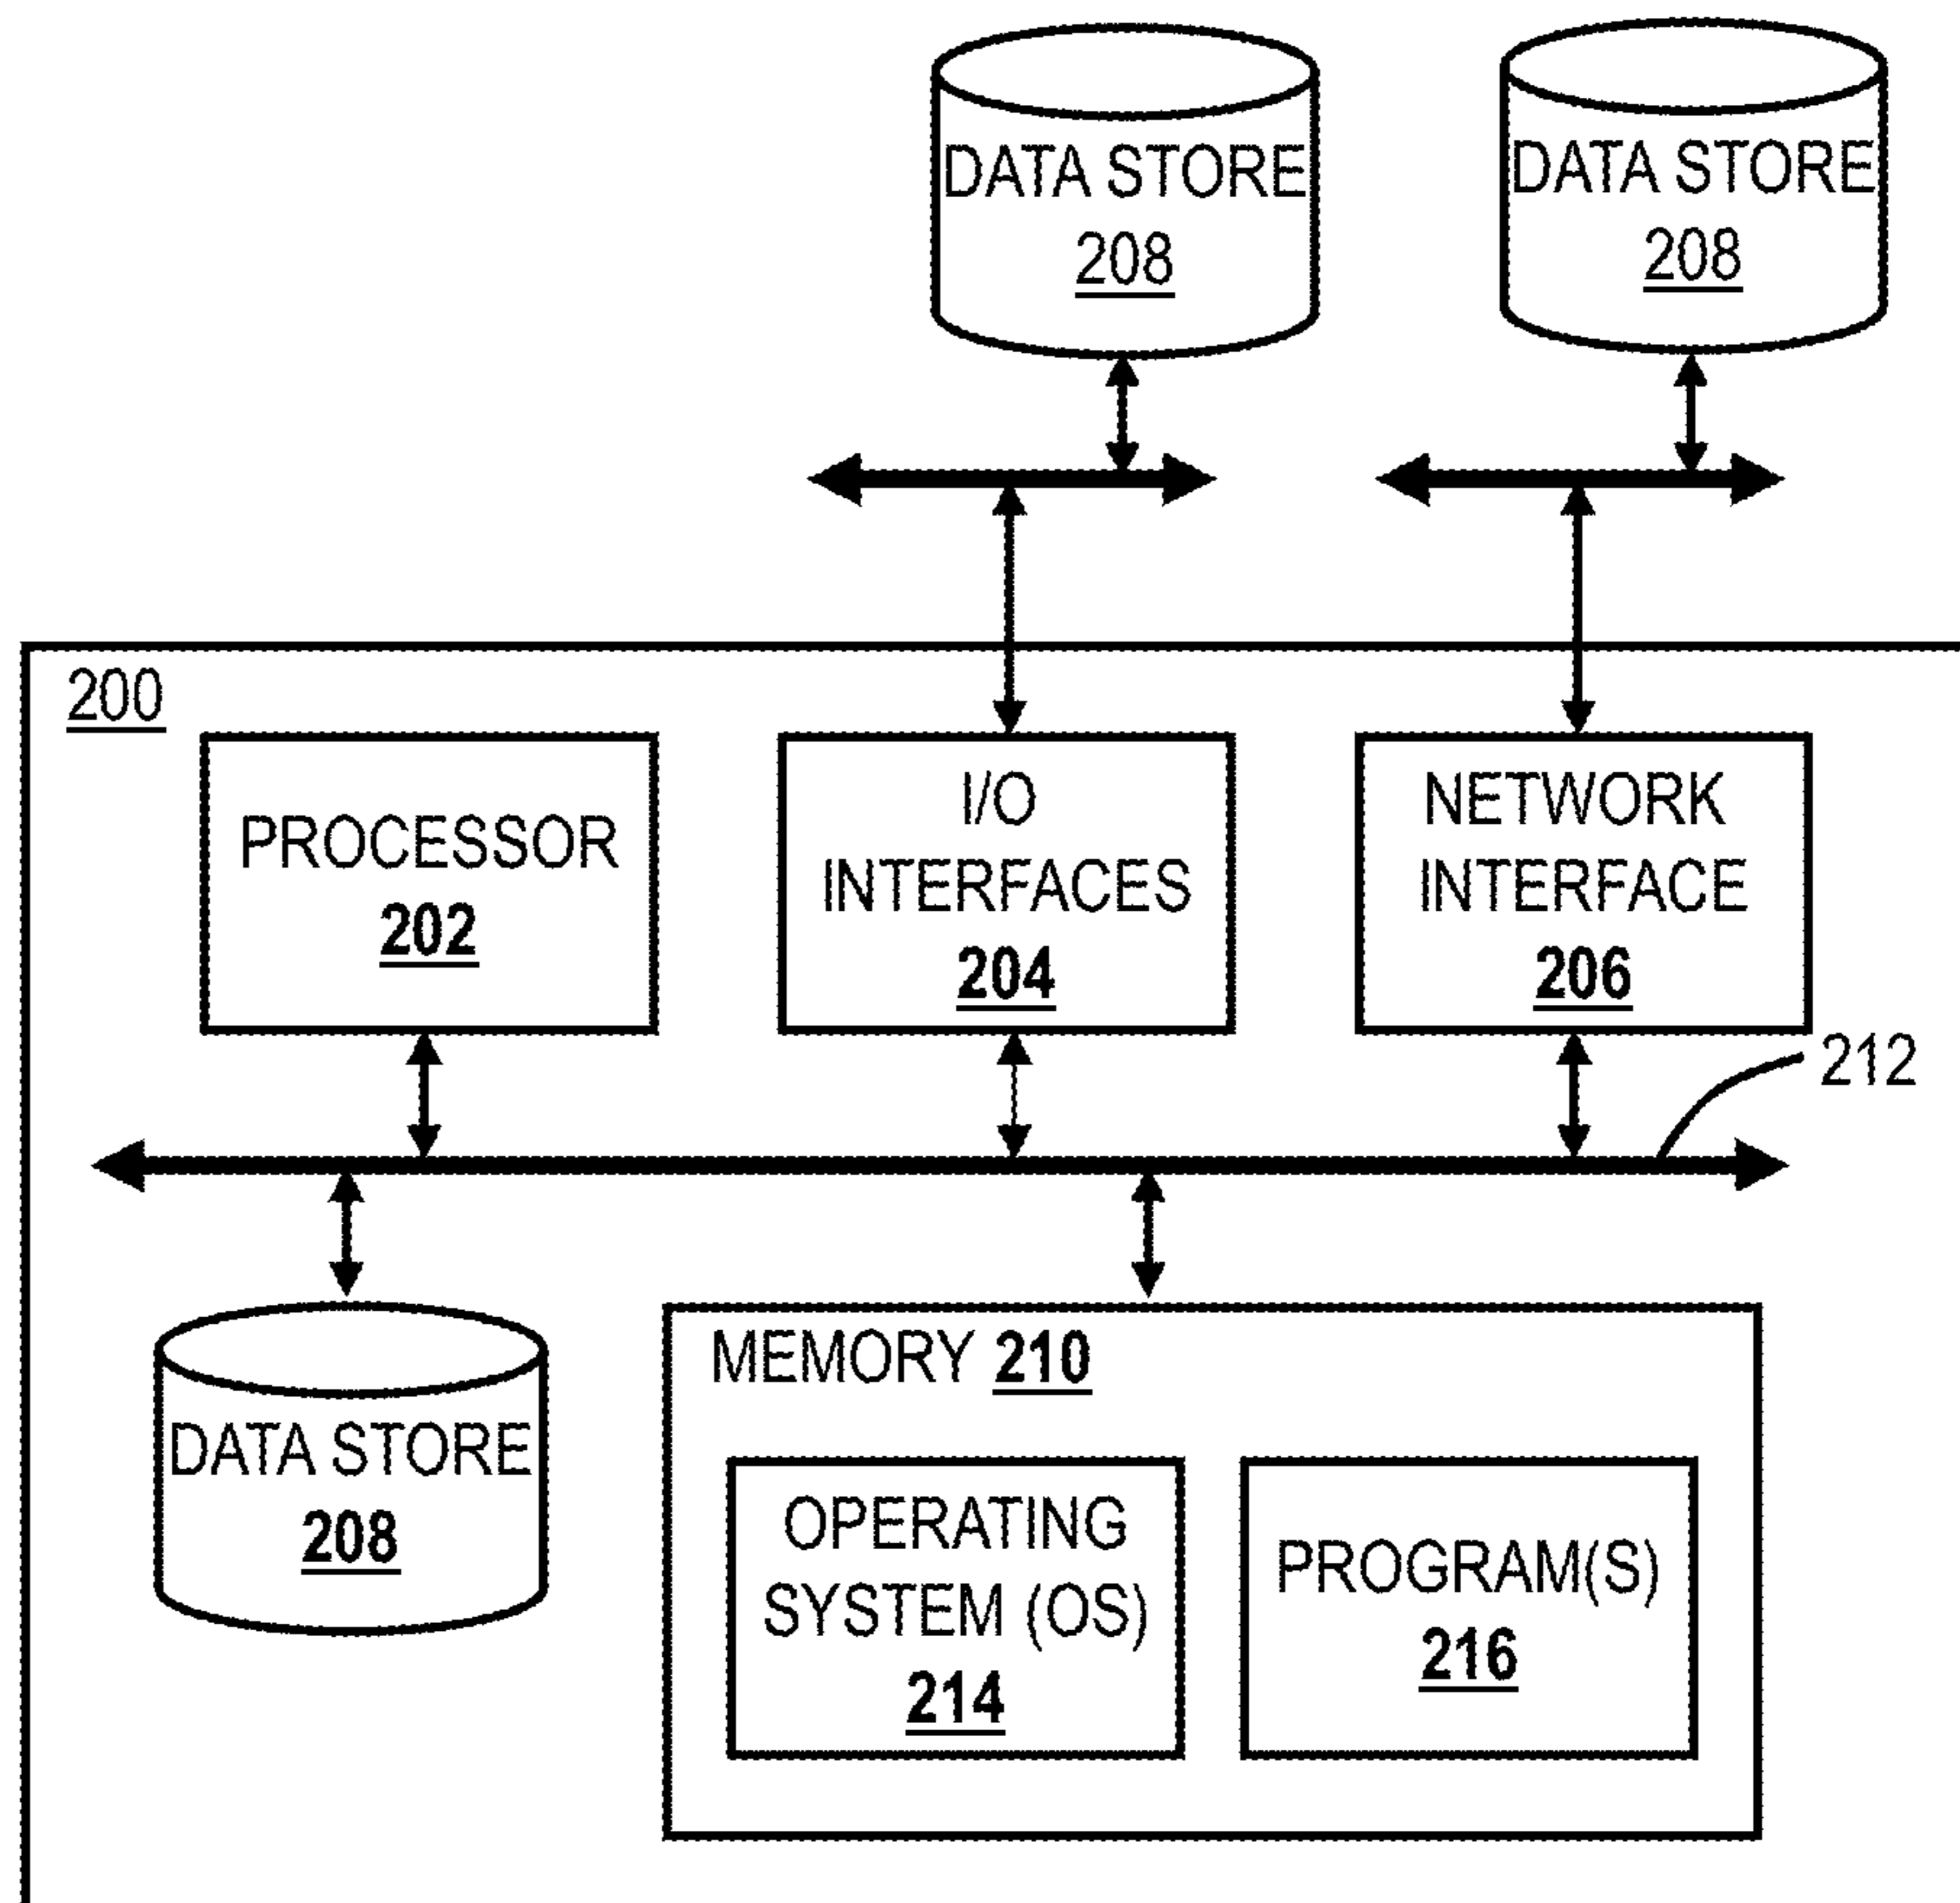 DATA STORE
208
DATA STORE
208
200
PROCESSOR
202
I/O
INTERFACES
204
NETWORK
INTERFACE
206
212
DATA STORE
208
MEMORY 210
OPERATING
SYSTEM (OS)
214
PROGRAM(S)
216